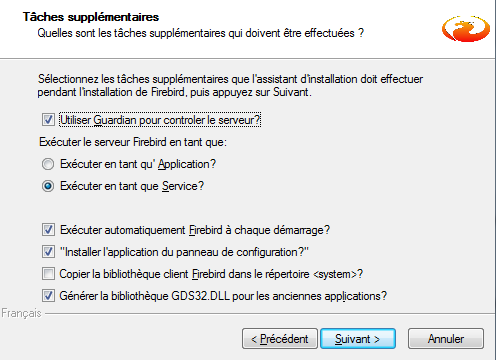 Tâches supplémentaires
Quelles sont les tâches supplémentaires qui doivent être effectuées ?
Sélectionnez les tâches supplémentaires que l'assistant d'installation doit effectuer
pendant l'installation de Firebird, puis appuyez sur Suivant.
Utiliser Guardian pour controler le serveur?
Exécuter le serveur Firebird en tant que:
Exécuter en tant qu' Application?
Exécuter en tant que Service?
Exécuter automatiquement Firebird à chaque démarrage?
"Installer l'application du panneau de configuration?"
Copier la bibliothèque client Firebird dans le répertoire <system>?
Générer la bibliothèque GDS32.DLL pour les anciennes applications?
Français
< Précédent
Suivant >
Annuler